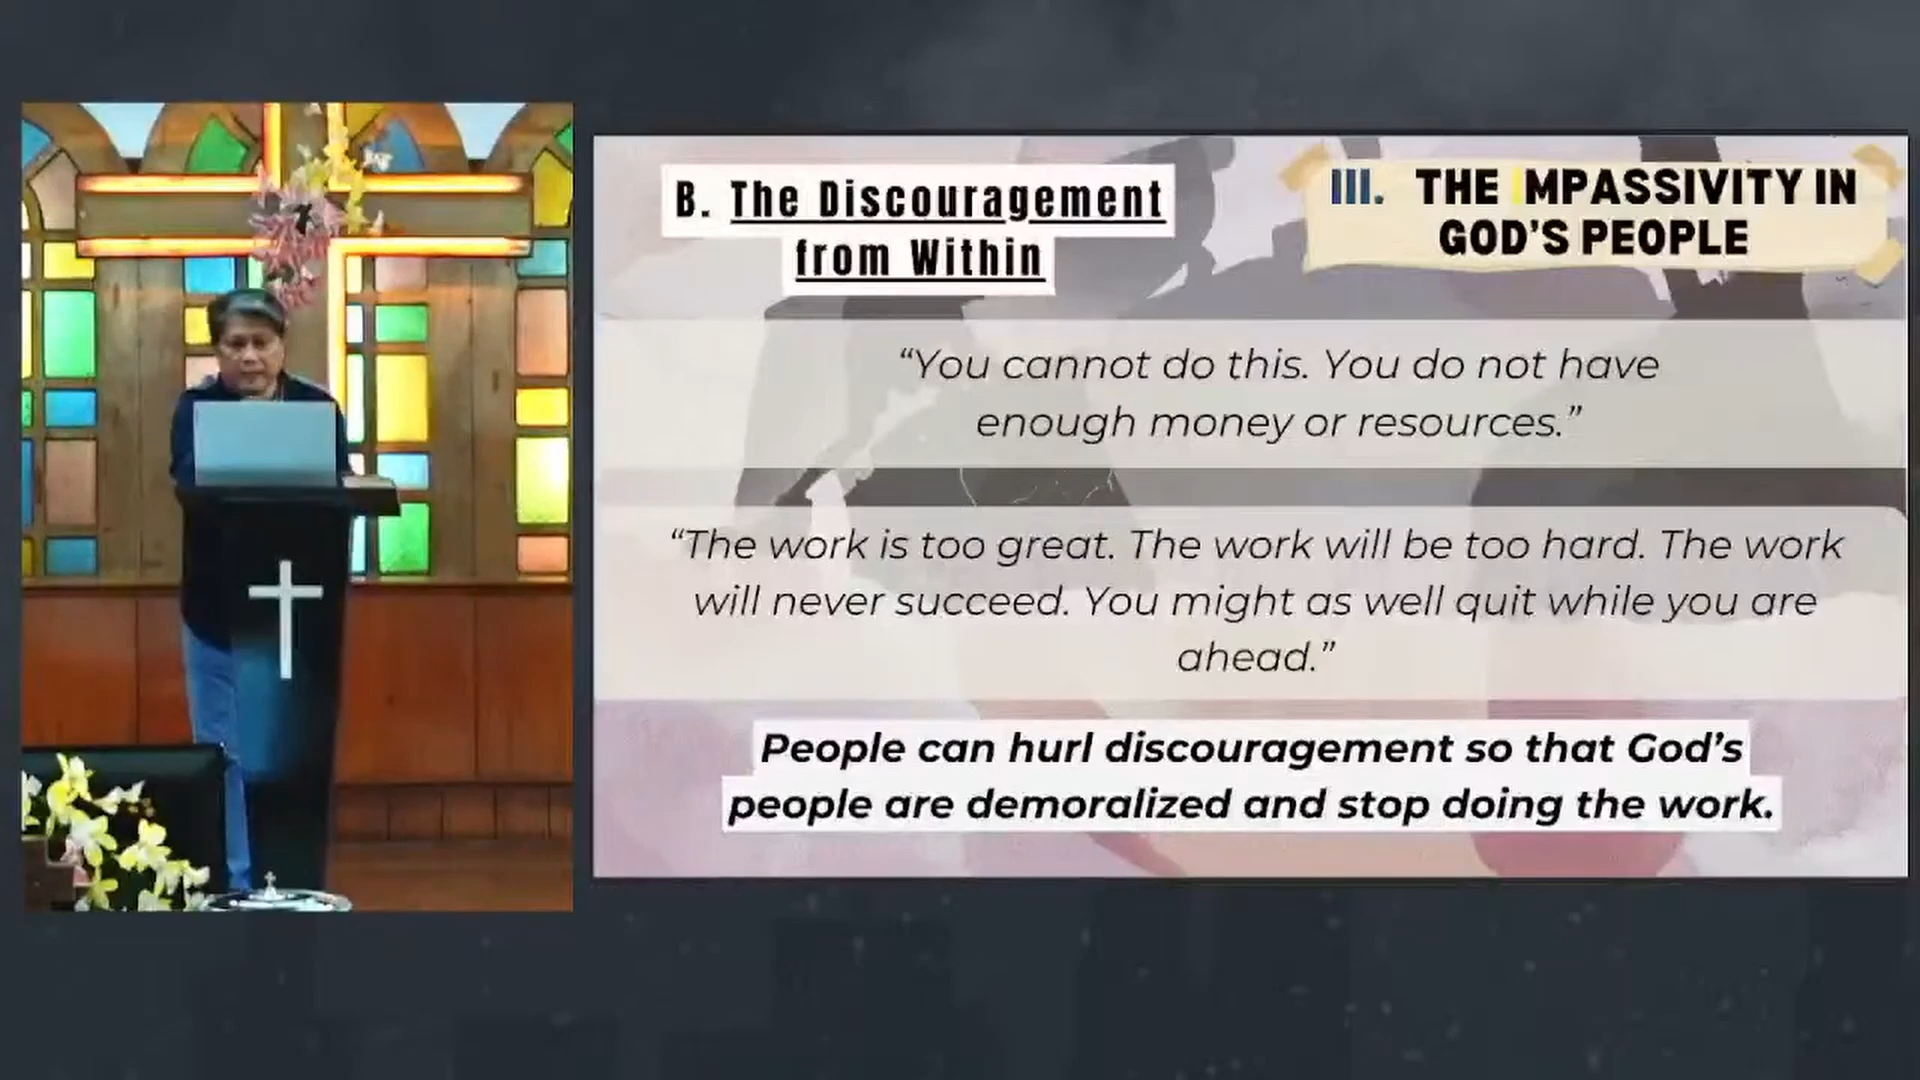 B. The Discouragement
from Within
III. THE IMPASSIVITY IN
GOD'S PEOPLE
“You cannot do this. You do not have
enough money or resources.”
“The work is too great. The work will be too hard. The work
will never succeed. You might as well quit while you are
ahead.”
People can hurl discouragement so that God’s
people are demoralized and stop doing the work.